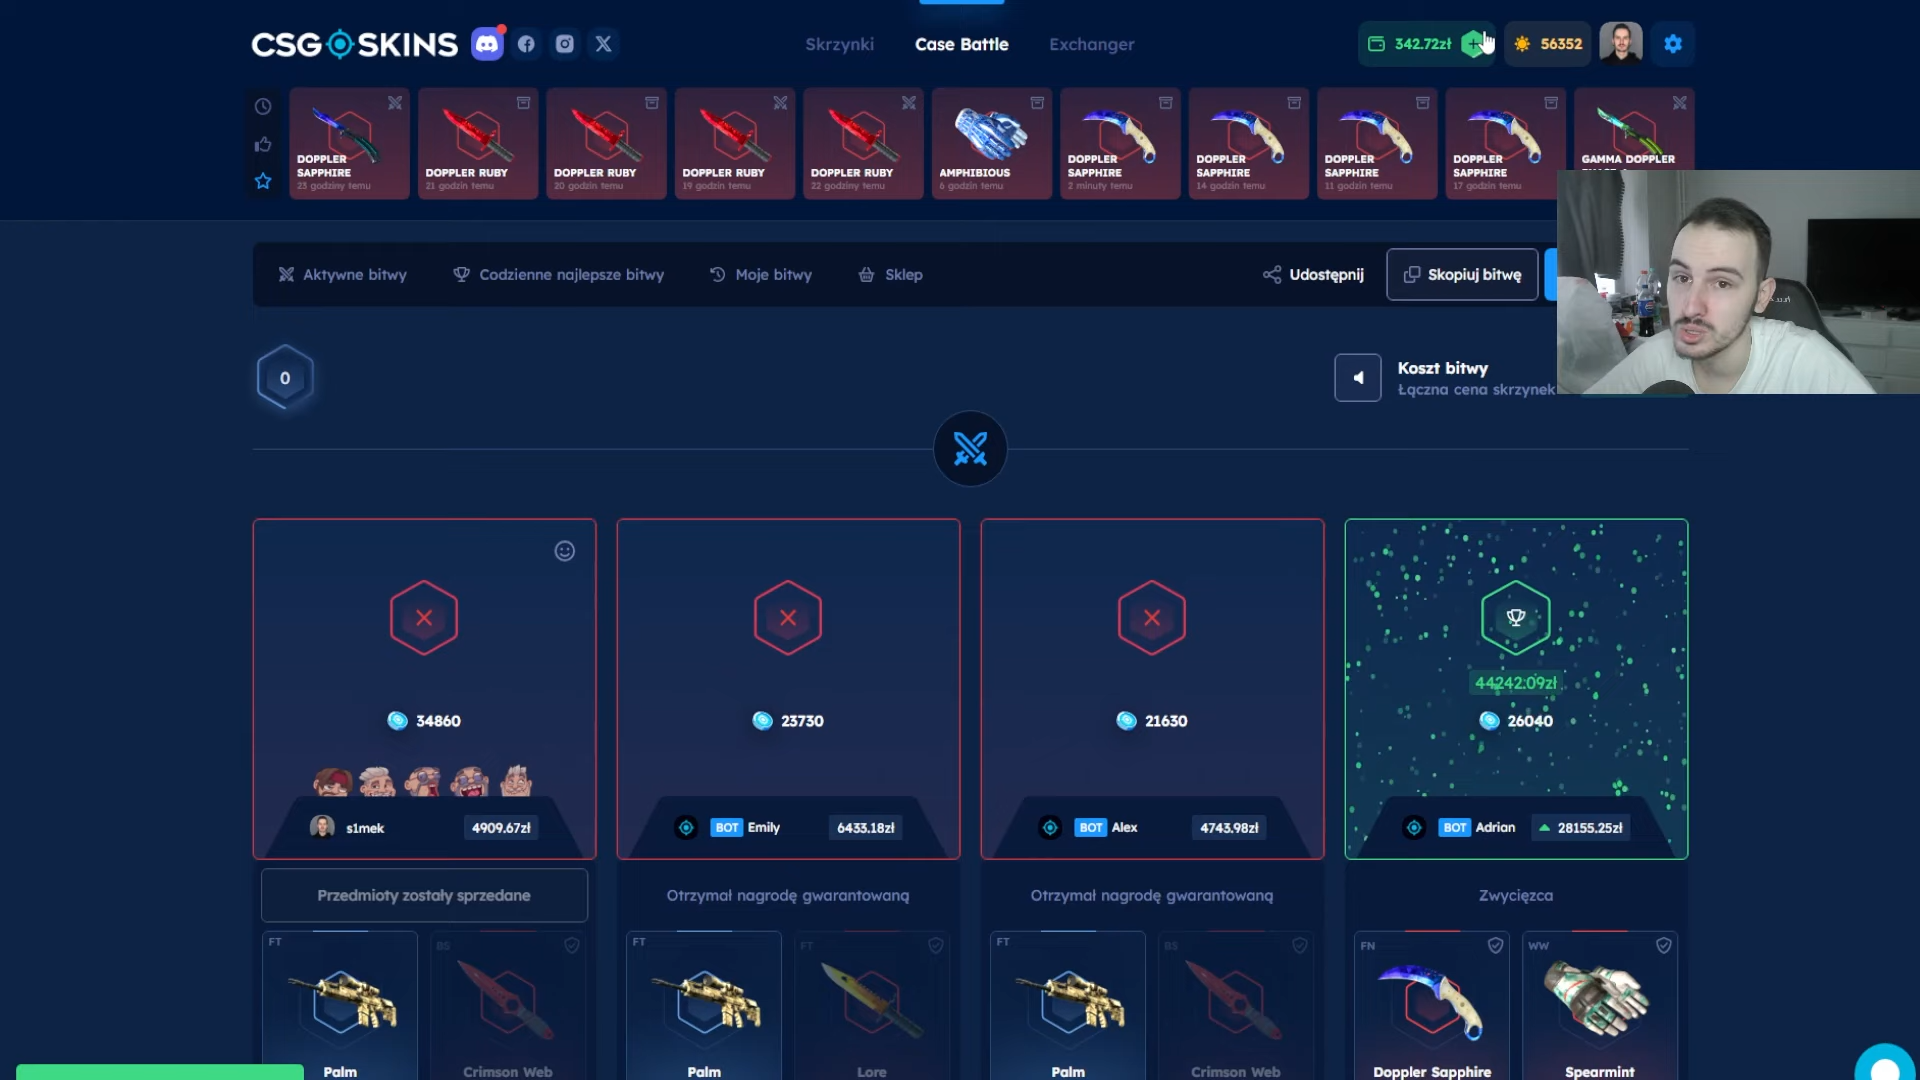 CSG SKINS
Skrzynki
Case Battle
Exchanger
342.72zł
56352
DOPPLER SAPPHIRE
23 godziny temu
DOPPLER RUBY
21 godzin temu
DOPPLER RUBY
20 godzin temu
DOPPLER RUBY
19 godzin temu
DOPPLER RUBY
22 godziny temu
AMPHIBIOUS
6 godzin temu
DOPPLER SAPPHIRE
2 minuty temu
DOPPLER SAPPHIRE
14 godzin temu
DOPPLER SAPPHIRE
11 godzin temu
DOPPLER SAPPHIRE
17 godzin temu
GAMMA DOPPLER
Aktywne bitwy
Codzienne najlepsze bitwy
Moje bitwy
Sklep
Udostępnij
Skopiuj bitwę
0
Koszt bitwy
Łączna cena skrzynek
44242.09zł
34860
23730
21630
26040
s1mek
4909.67zł
BOT Emily
6433.18zł
BOT Alex
4743.98zł
BOT Adrian
28155.25zł
Przedmioty zostały sprzedane
Otrzymał nagrodę gwarantowaną
Otrzymał nagrodę gwarantowaną
Zwycięzca
FT
BS
FT
FT
FT
BS
FN
WW
Palm
Crimson Web
Palm
Lore
Palm
Crimson Web
Doppler Sapphire
Spearmint